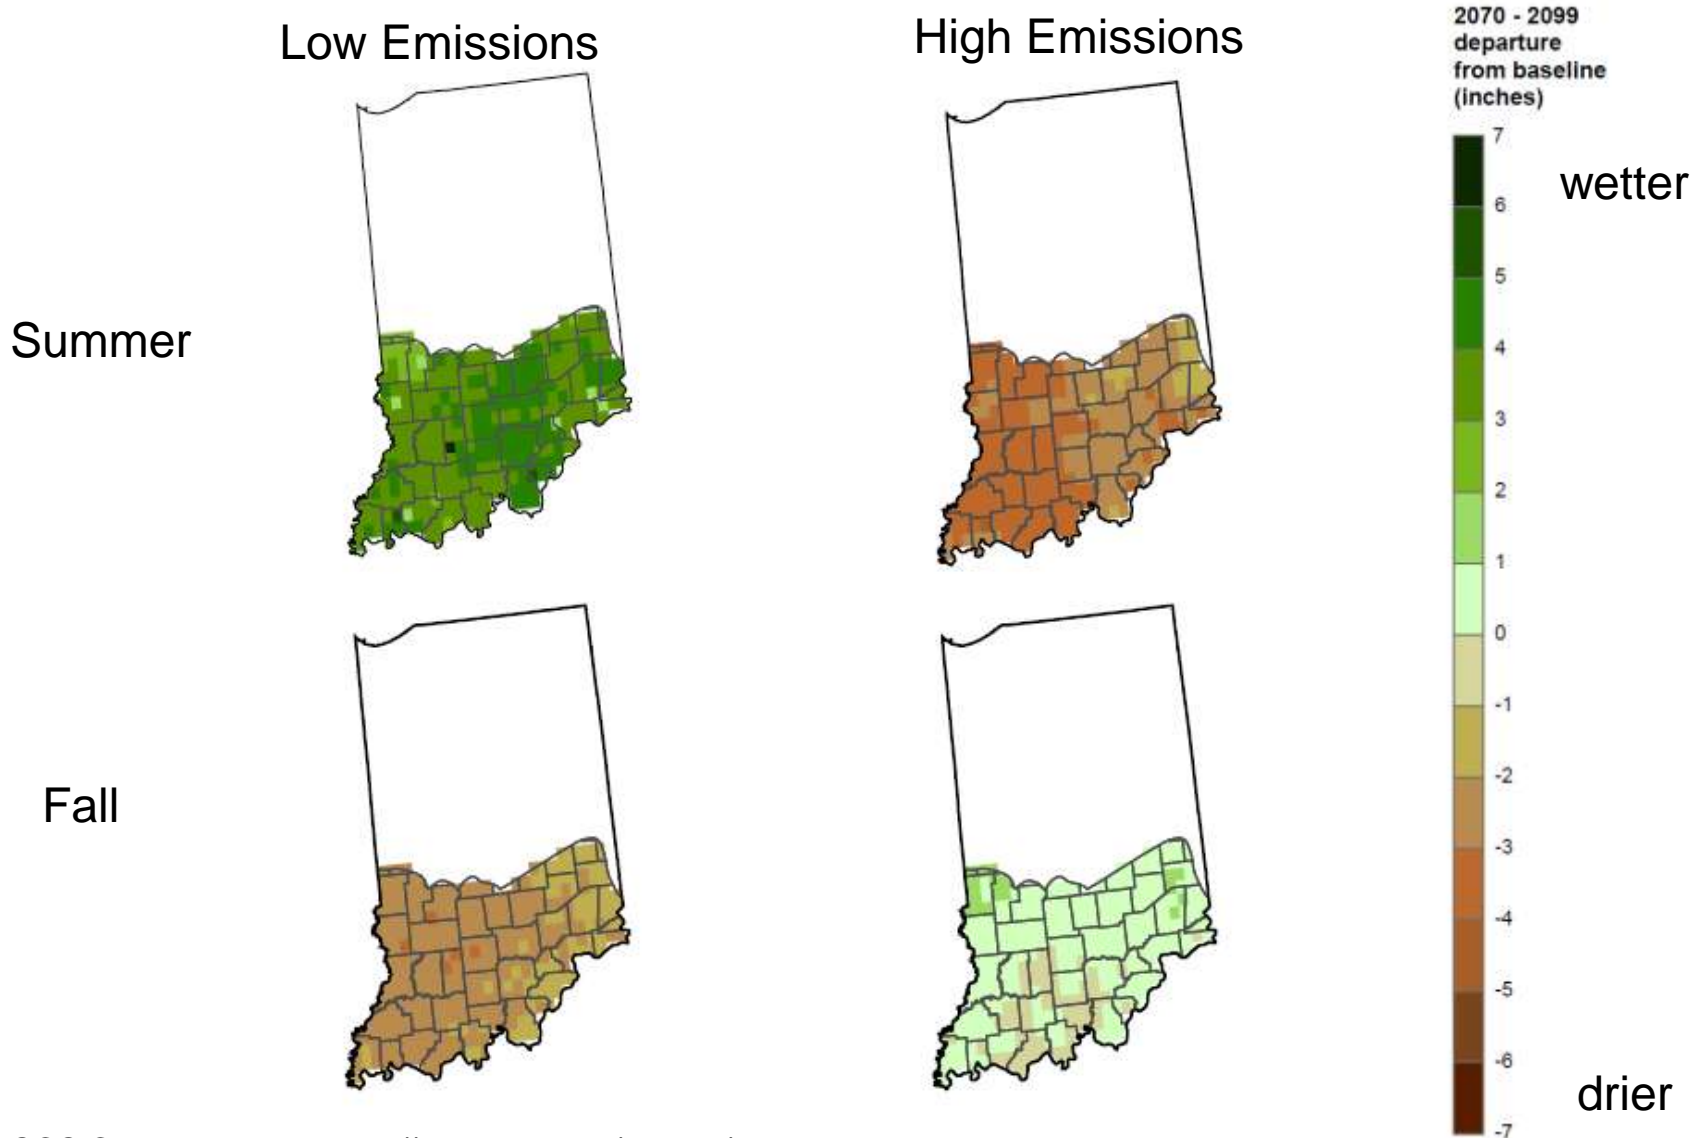 Low Emissions
High Emissions
2070 - 2099
departure
from baseline
(inches)
7
wetter
6
5
Summer
4
3
2
1
0
-1
-2
Fall
-3
-4
-5
-6
drier
-7